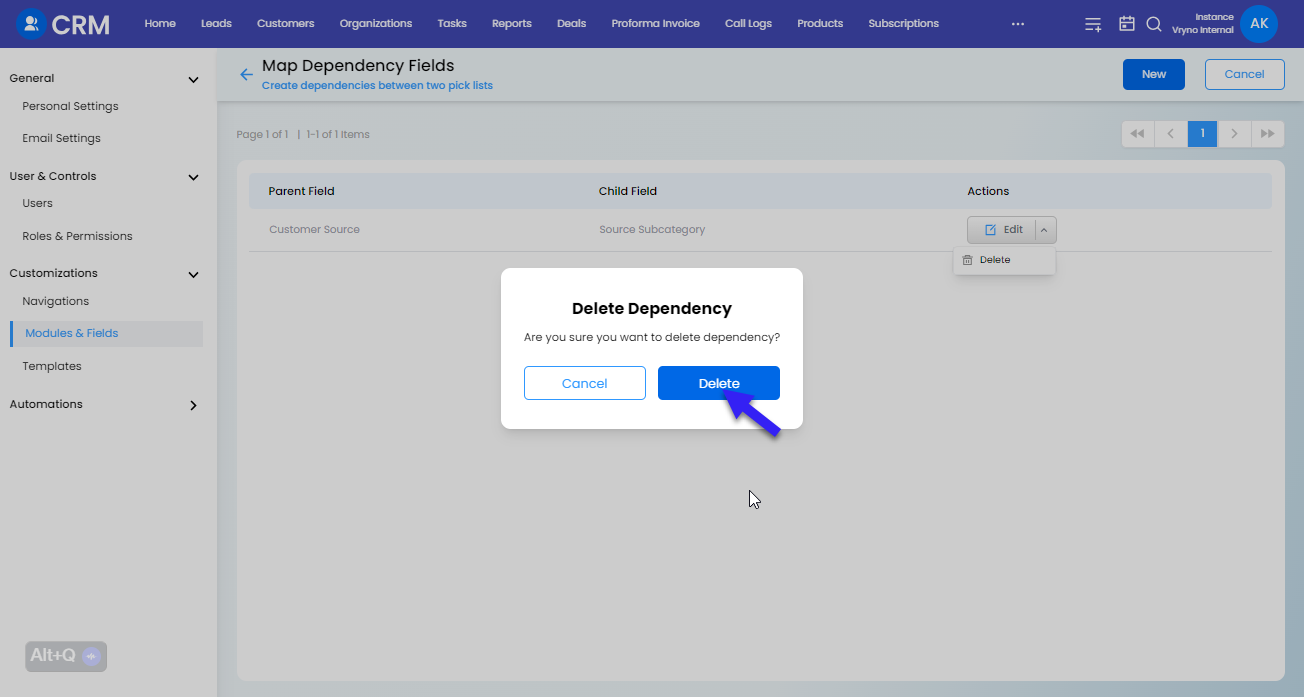 CRM
Home Leads Customers Organizations Tasks Reports Deals Proforma Invoice Call Logs Products Subscriptions ...
Instance
Vryno Internal
AK
General
Personal Settings
Email Settings
User & Controls
Users
Roles & Permissions
Customizations
Navigations
Modules & Fields
Templates
Automations
Alt+Q
Map Dependency Fields
Create dependencies between two pick lists
New Cancel
Page 1 of 1 | 1-1 of 1 Items
1
Parent Field Child Field Actions
Customer Source Source Subcategory Edit
Delete
Delete Dependency
Are you sure you want to delete dependency?
Cancel Delete